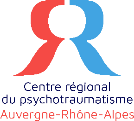 Centre régional
du psychotraumatisme
Auvergne-Rhône-Alpes